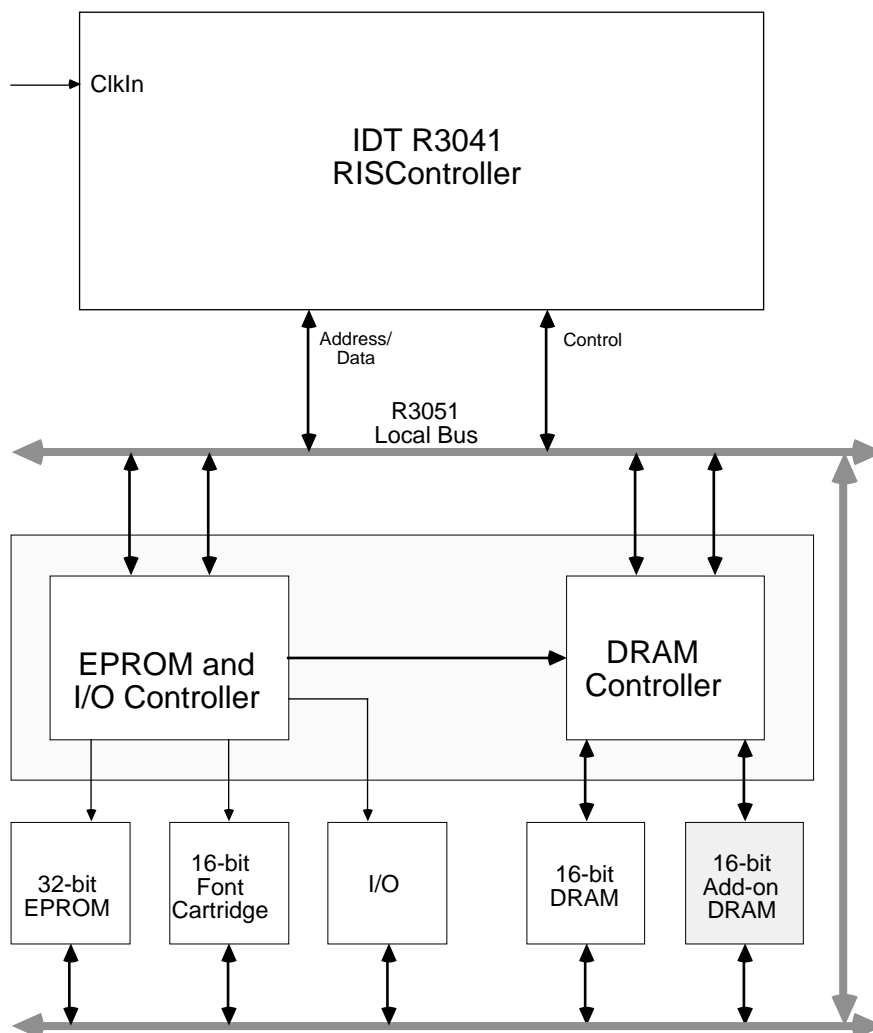 ClkIn
IDT R3041
RISController
Address/
Data
Control
R3051
Local Bus
EPROM and
I/O Controller
DRAM
Controller
32-bit
EPROM
16-bit
Font
Cartridge
I/O
16-bit
DRAM
16-bit
Add-on
DRAM